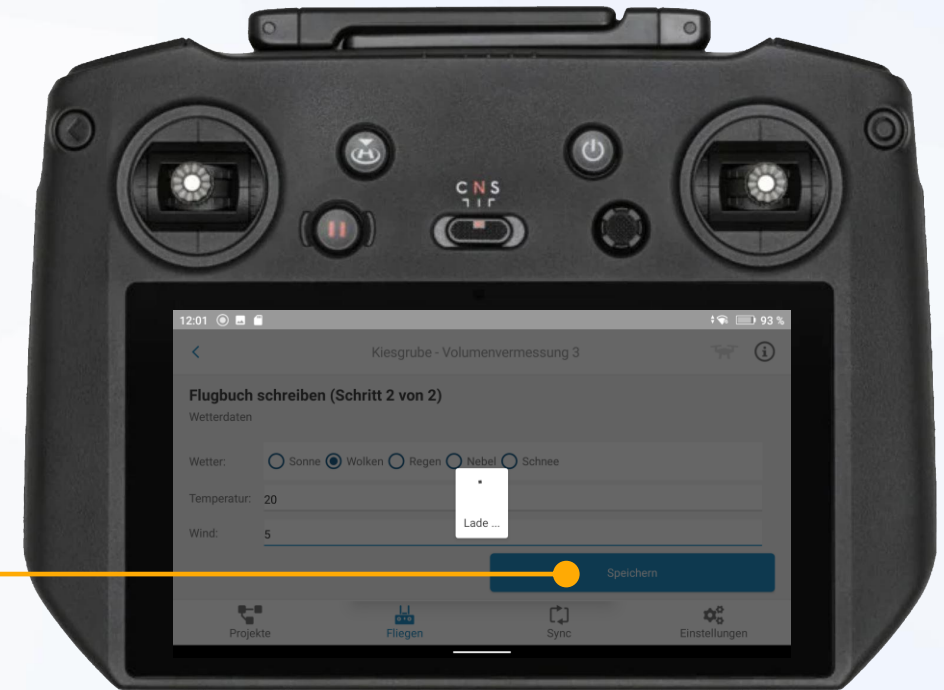 C N S
12:01 93 %
Kiesgrube - Volumenvermessung 3
Flugbuch schreiben (Schritt 2 von 2)
Wetterdaten
Wetter: Sonne Wolken Regen Nebel Schnee
Temperatur: 20
Lade ...
Wind: 5
Speichern
Projekte Fliegen Sync Einstellungen